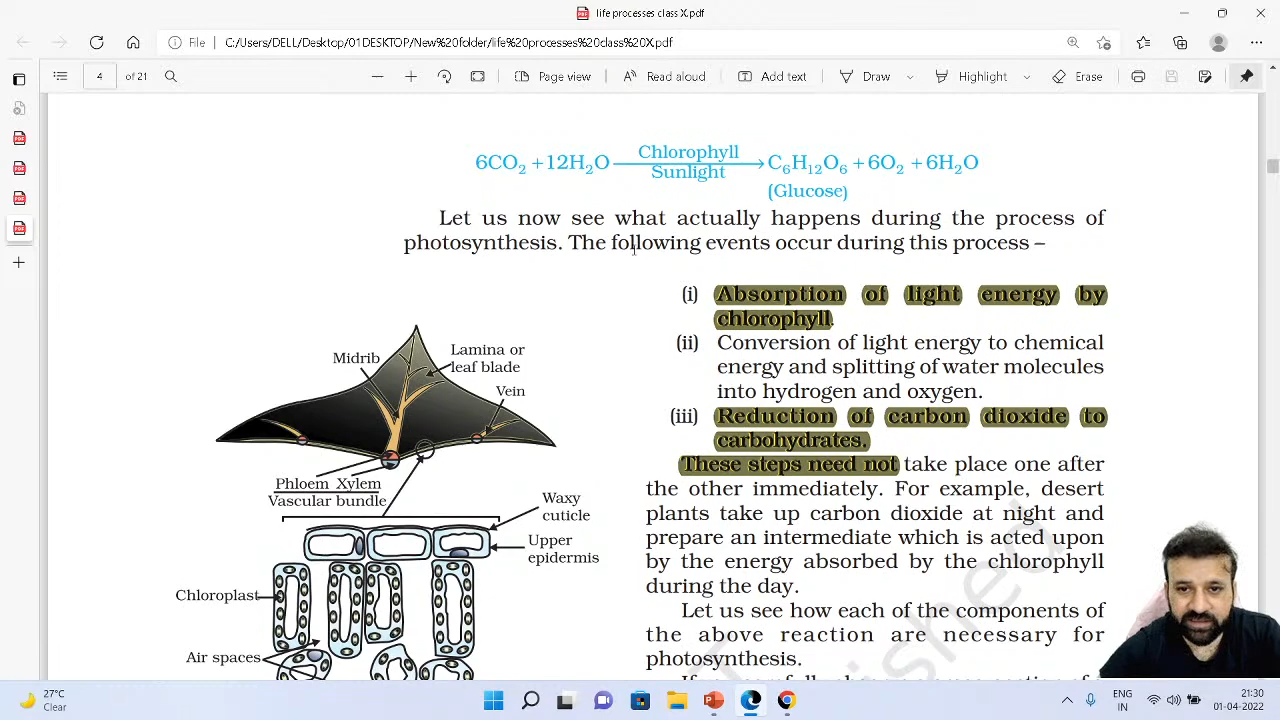 life processes class X.pdf
File | C:/Users/DELL/Desktop/01DESKTOP/New%20folder/life%20processes%20class%20X.pdf
4 of 21 Page view Read aloud Add text Draw Highlight Erase
6CO2 + 12H2O Chlorophyll Sunlight → C6H12O6 + 6O2 + 6H2O
(Glucose)
Let us now see what actually happens during the process of
photosynthesis. The following events occur during this process –
(i) Absorption of light energy by
chlorophyll.
(ii) Conversion of light energy to chemical
energy and splitting of water molecules
into hydrogen and oxygen.
(iii) Reduction of carbon dioxide to
carbohydrates.
These steps need not take place one after
the other immediately. For example, desert
plants take up carbon dioxide at night and
prepare an intermediate which is acted upon
by the energy absorbed by the chlorophyll
during the day.
Let us see how each of the components of
the above reaction are necessary for
photosynthesis.
Midrib
Lamina or
leaf blade
Vein
Phloem Xylem
Vascular bundle
Waxy
cuticle
Upper
epidermis
Chloroplast
Air spaces
27°C
Clear
ENG
IN
21:30
01-04-2022